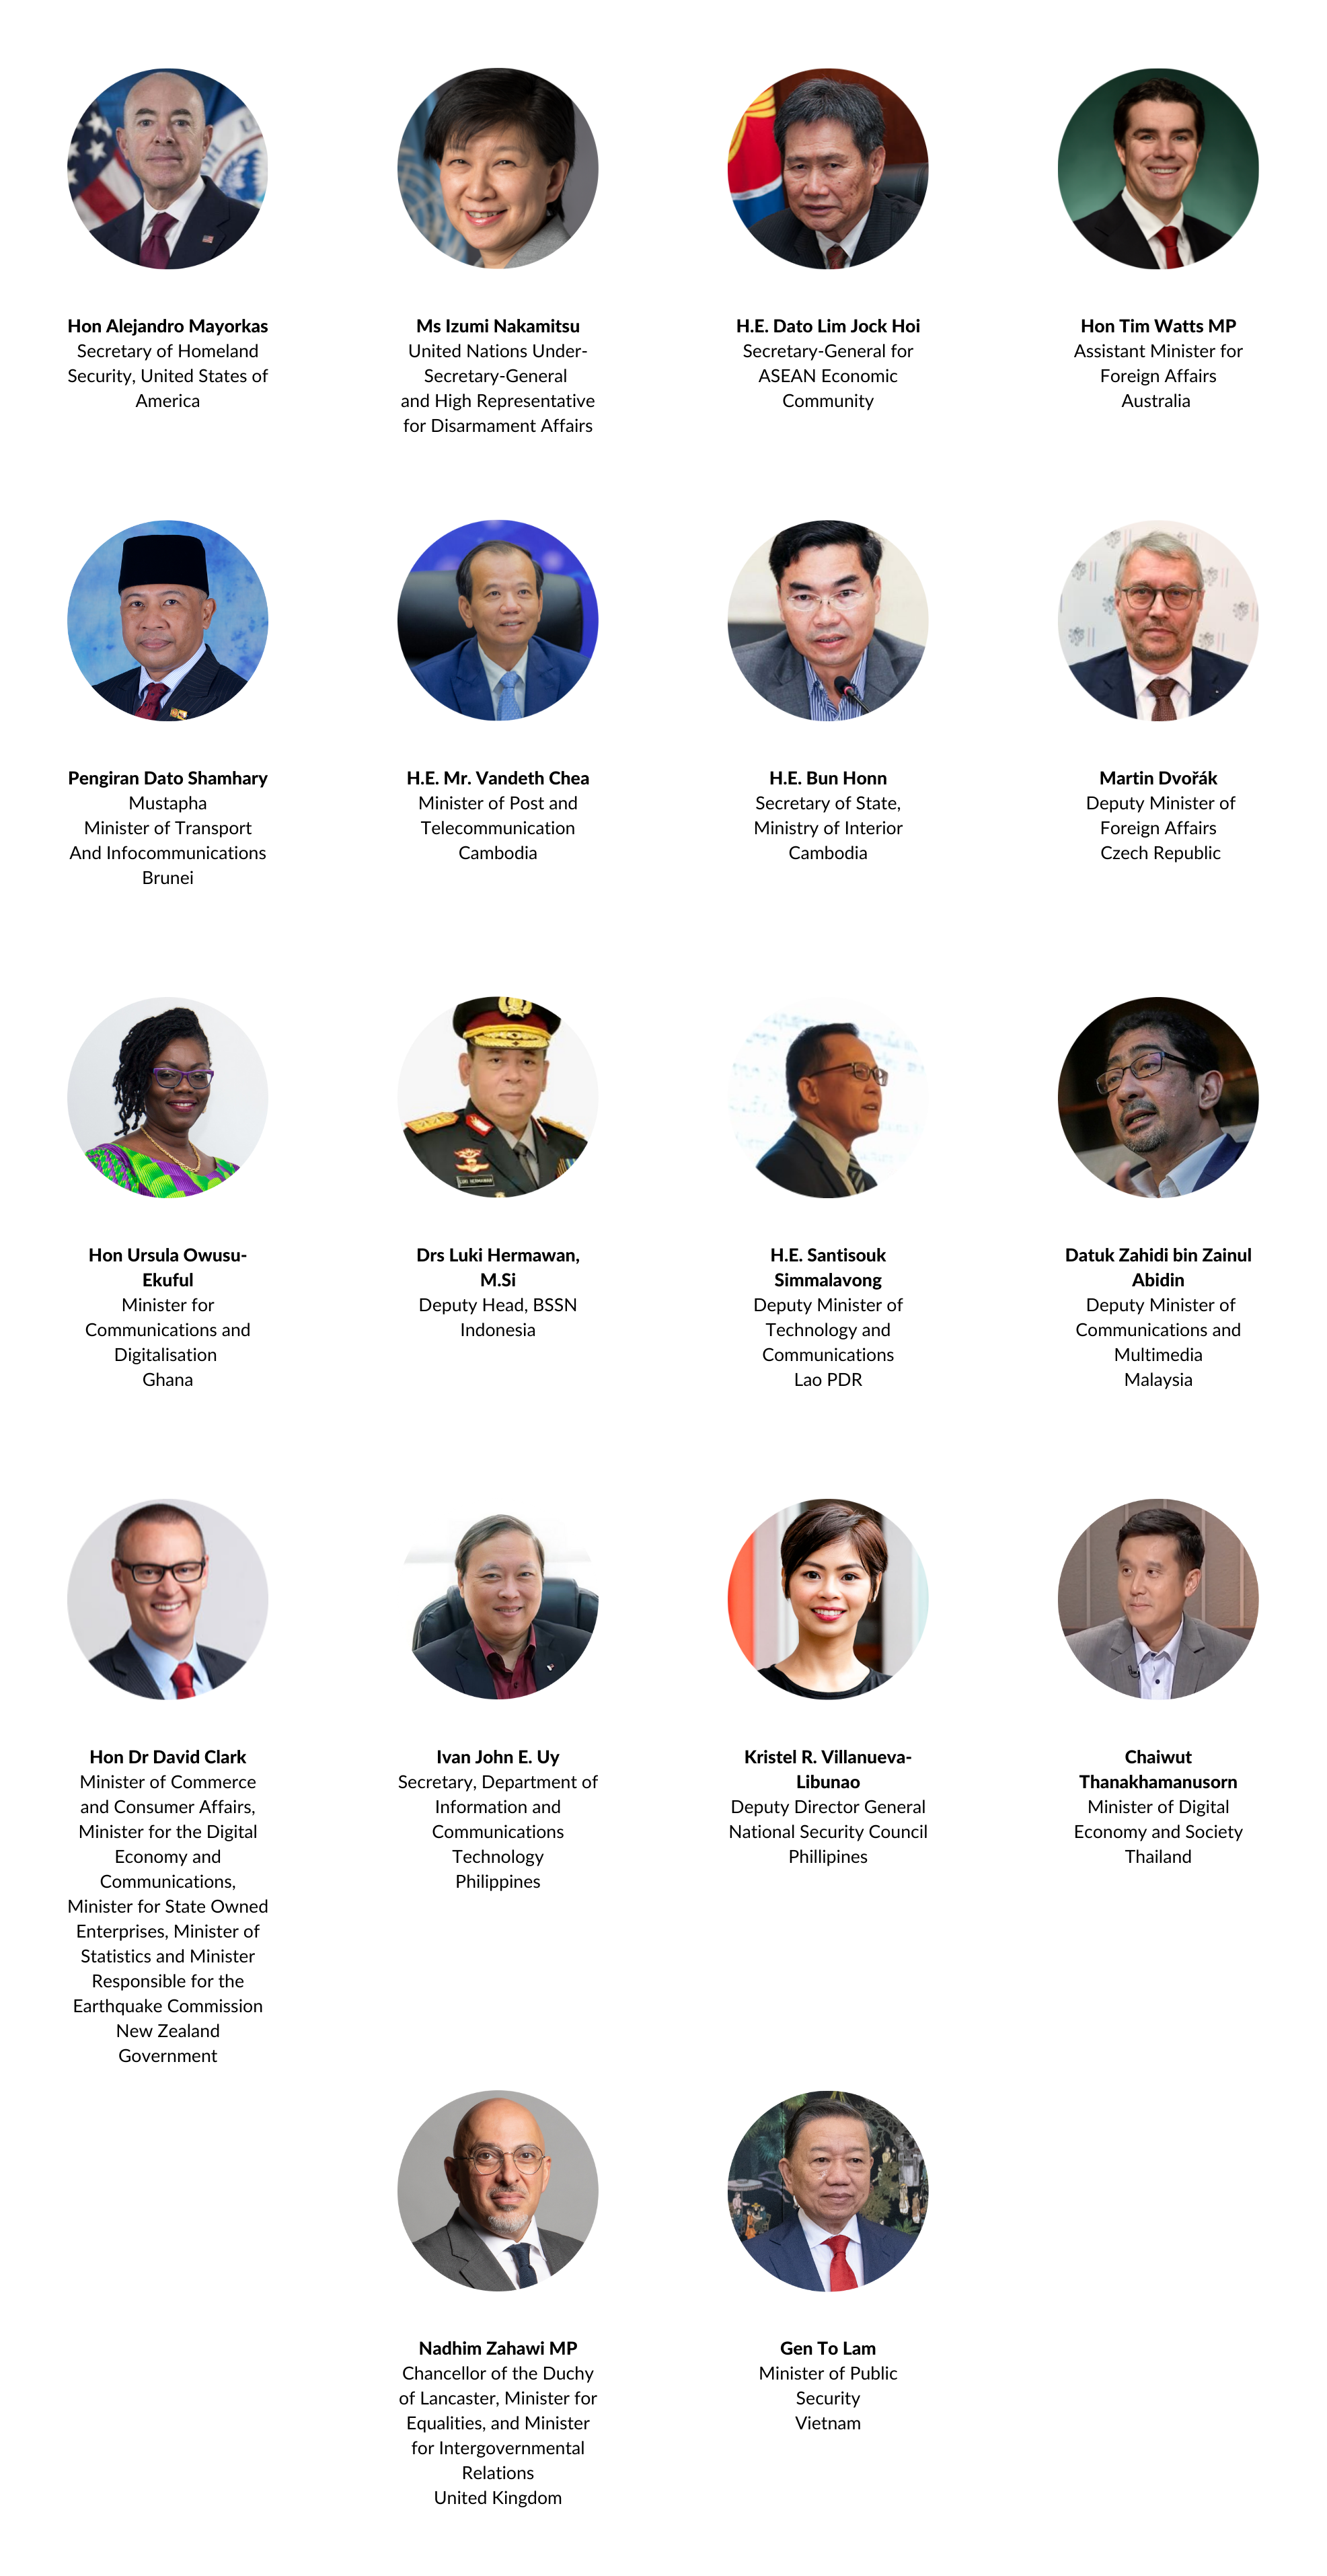 Hon Alejandro Mayorkas
Secretary of Homeland
Security, United States of
America
Ms Izumi Nakamitsu
United Nations Under-
Secretary-General
and High Representative
for Disarmament Affairs
H.E. Dato Lim Jock Hoi
Secretary-General for
ASEAN Economic
Community
Hon Tim Watts MP
Assistant Minister for
Foreign Affairs
Australia
Pengiran Dato Shamhary
Mustapha
Minister of Transport
And Infocommunications
Brunei
H.E. Mr. Vandeth Chea
Minister of Post and
Telecommunication
Cambodia
H.E. Bun Honn
Secretary of State,
Ministry of Interior
Cambodia
Martin Dvořák
Deputy Minister of
Foreign Affairs
Czech Republic
Hon Ursula Owusu-
Ekuful
Minister for
Communications and
Digitalisation
Ghana
Drs Luki Hermawan,
M.Si
Deputy Head, BSSN
Indonesia
H.E. Santisouk
Simmalavong
Deputy Minister of
Technology and
Communications
Lao PDR
Datuk Zahidi bin Zainul
Abidin
Deputy Minister of
Communications and
Multimedia
Malaysia
Hon Dr David Clark
Minister of Commerce
and Consumer Affairs,
Minister for the Digital
Economy and
Communications,
Minister for State Owned
Enterprises, Minister of
Statistics and Minister
Responsible for the
Earthquake Commission
New Zealand
Government
Ivan John E. Uy
Secretary, Department of
Information and
Communications
Technology
Philippines
Kristel R. Villanueva-
Libunao
Deputy Director General
National Security Council
Phillipines
Chaiwut
Thanakhamanusorn
Minister of Digital
Economy and Society
Thailand
Nadhim Zahawi MP
Chancellor of the Duchy
of Lancaster, Minister for
Equalities, and Minister
for Intergovernmental
Relations
United Kingdom
Gen To Lam
Minister of Public
Security
Vietnam